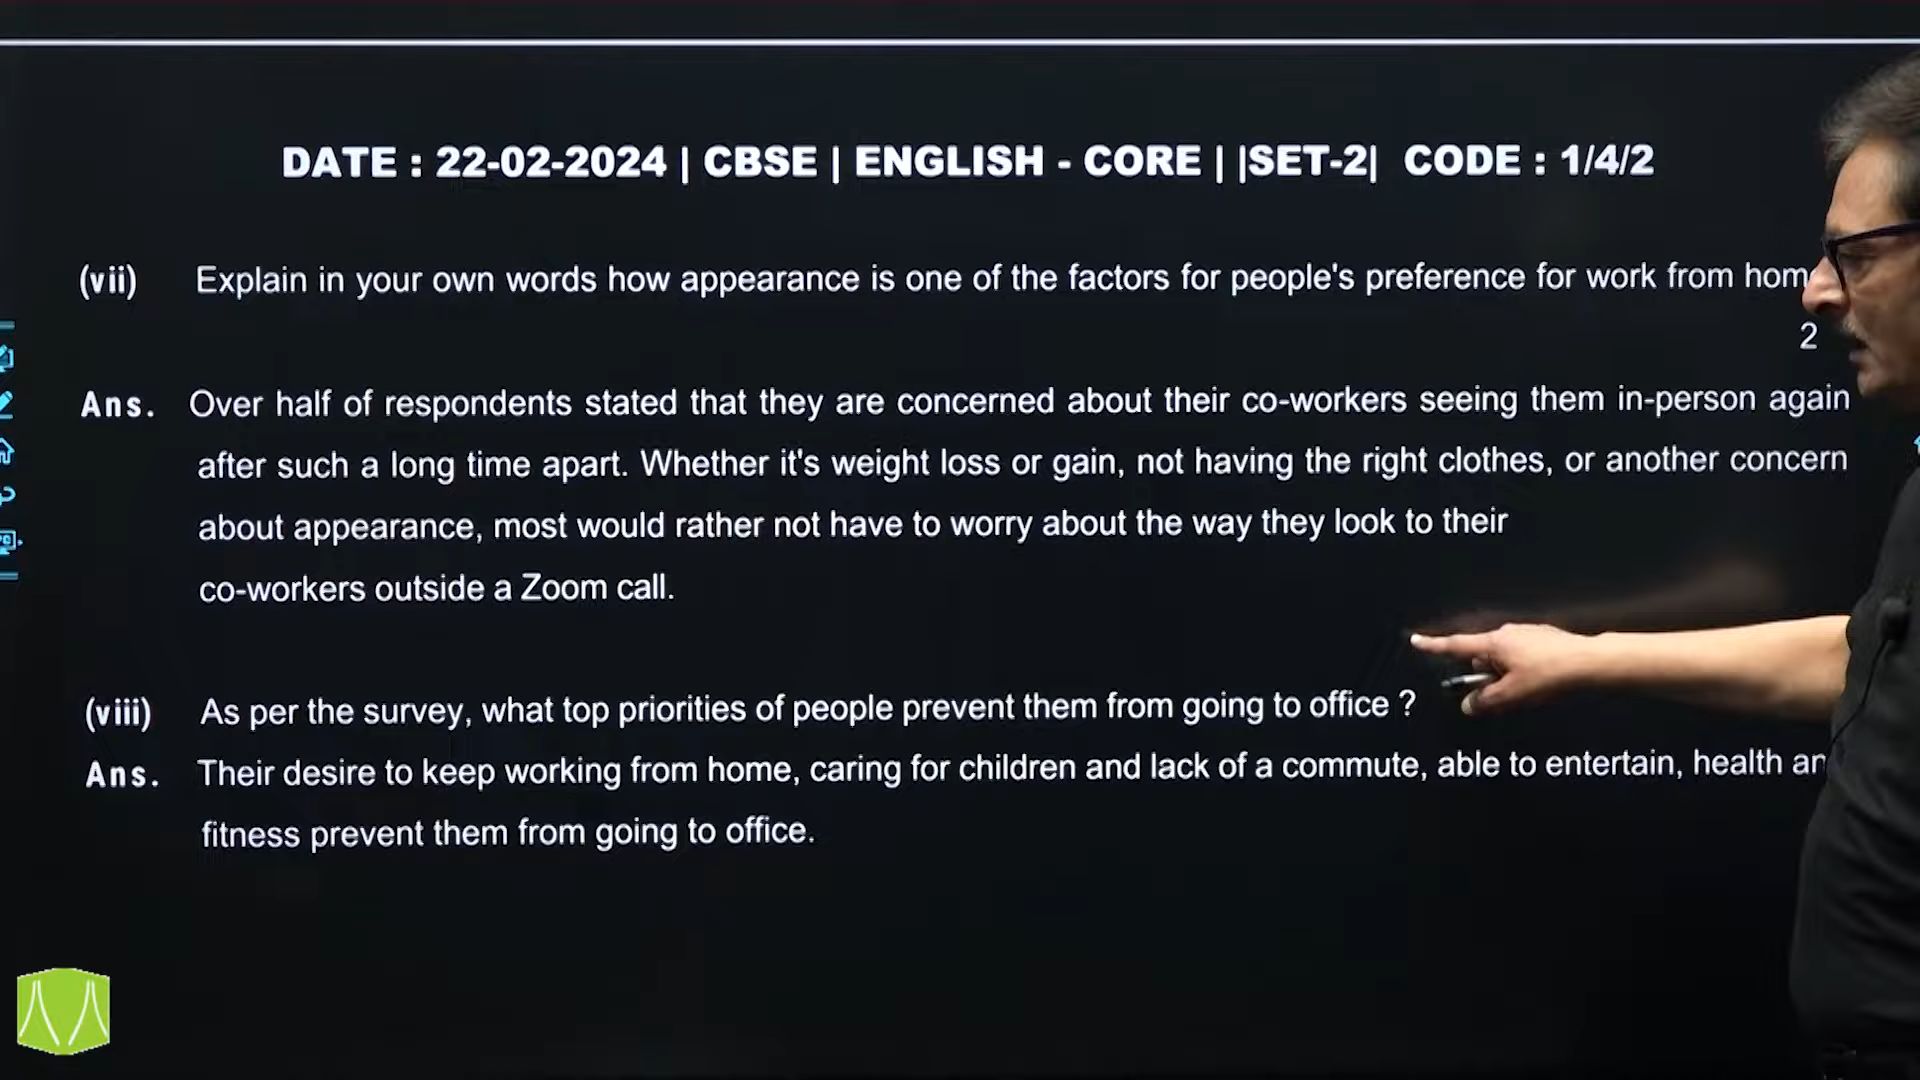 DATE : 22-02-2024 | CBSE | ENGLISH - CORE | |SET-2| CODE : 1/4/2
(vii) Explain in your own words how appearance is one of the factors for people's preference for work from
2
Ans. Over half of respondents stated that they are concerned about their co-workers seeing them in-person again
after such a long time apart. Whether it's weight loss or gain, not having the right clothes, or another concern
about appearance, most would rather not have to worry about the way they look to their
co-workers outside a Zoom call.
(viii) As per the survey, what top priorities of people prevent them from going to office ?
Ans. Their desire to keep working from home, caring for children and lack of a commute, able to entertain, health
fitness prevent them from going to office.